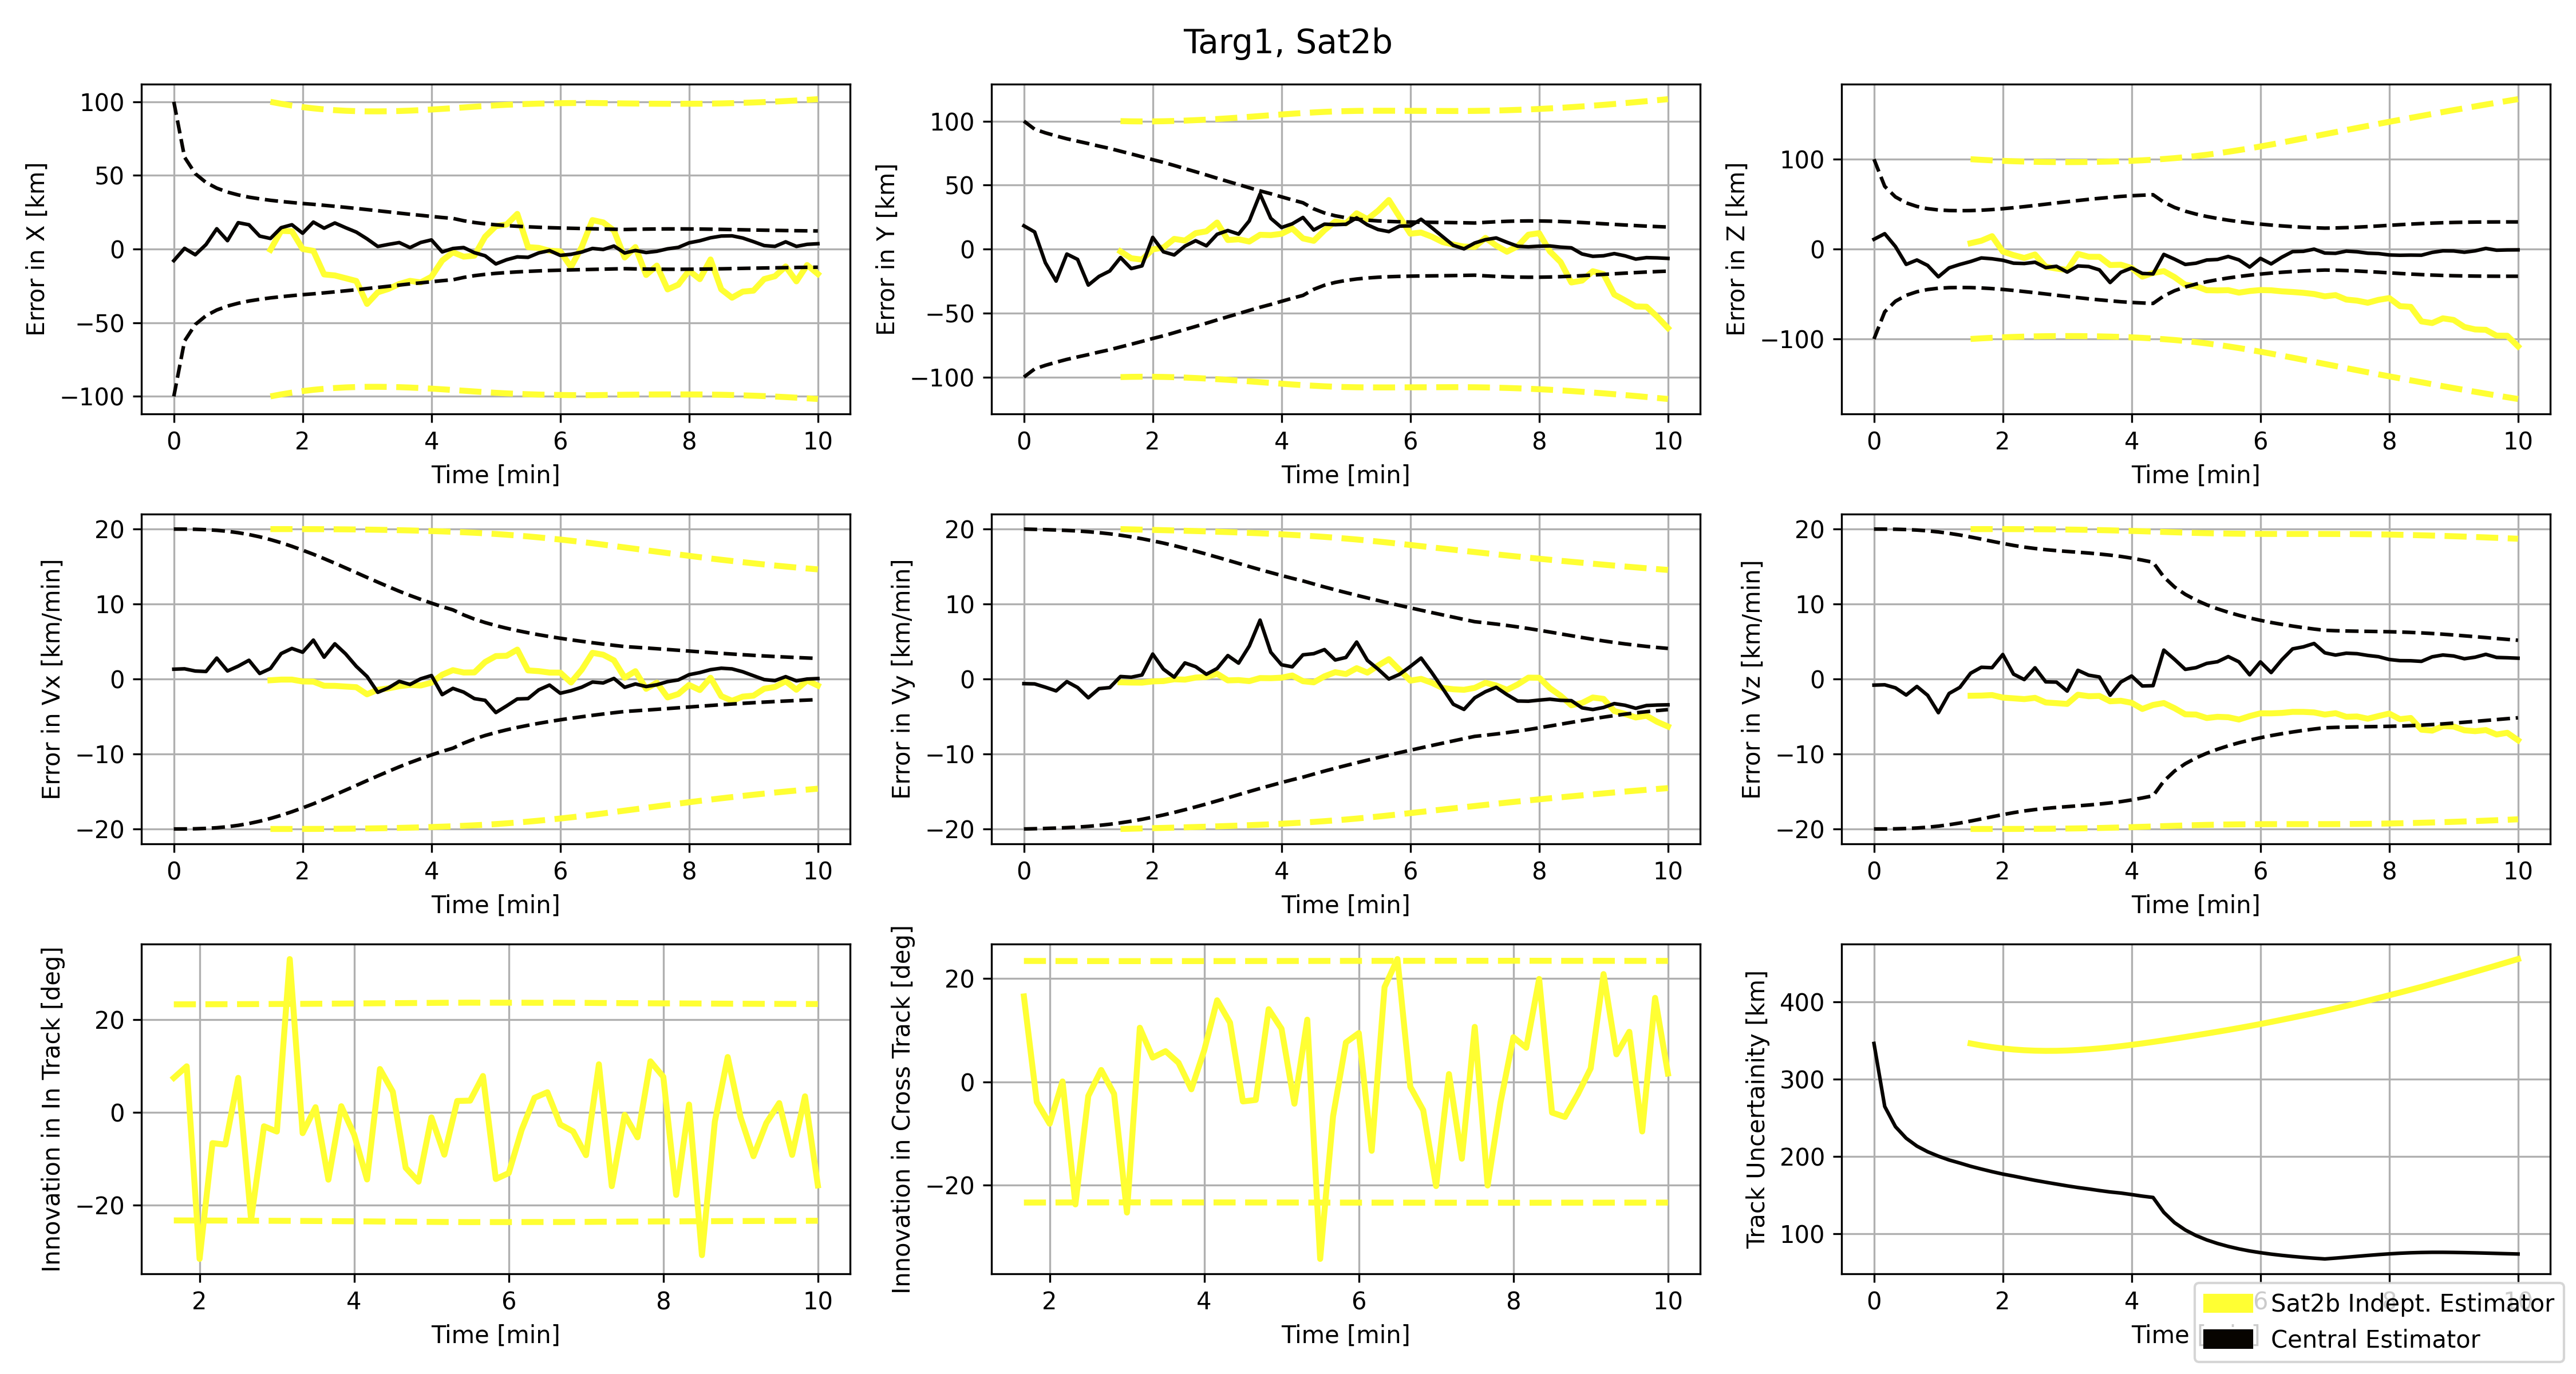 Targ1, Sat2b
Error in X [km]
100
50
0
−50
−100
0 2 4 6 8 10
Time [min]
Error in Y [km]
100
50
0
−50
−100
0 2 4 6 8 10
Time [min]
Error in Z [km]
100
0
−100
0 2 4 6 8 10
Time [min]
Error in Vx [km/min]
20
10
0
−10
−20
0 2 4 6 8 10
Time [min]
Error in Vy [km/min]
20
10
0
−10
−20
0 2 4 6 8 10
Time [min]
Error in Vz [km/min]
20
10
0
−10
−20
0 2 4 6 8 10
Time [min]
Innovation in In Track [deg]
20
0
−20
2 4 6 8 10
Time [min]
Innovation in Cross Track [deg]
20
0
−20
2 4 6 8 10
Time [min]
Track Uncertainity [km]
400
300
200
100
0 2 4 6 8 10
Time
Sat2b Indept. Estimator
Central Estimator